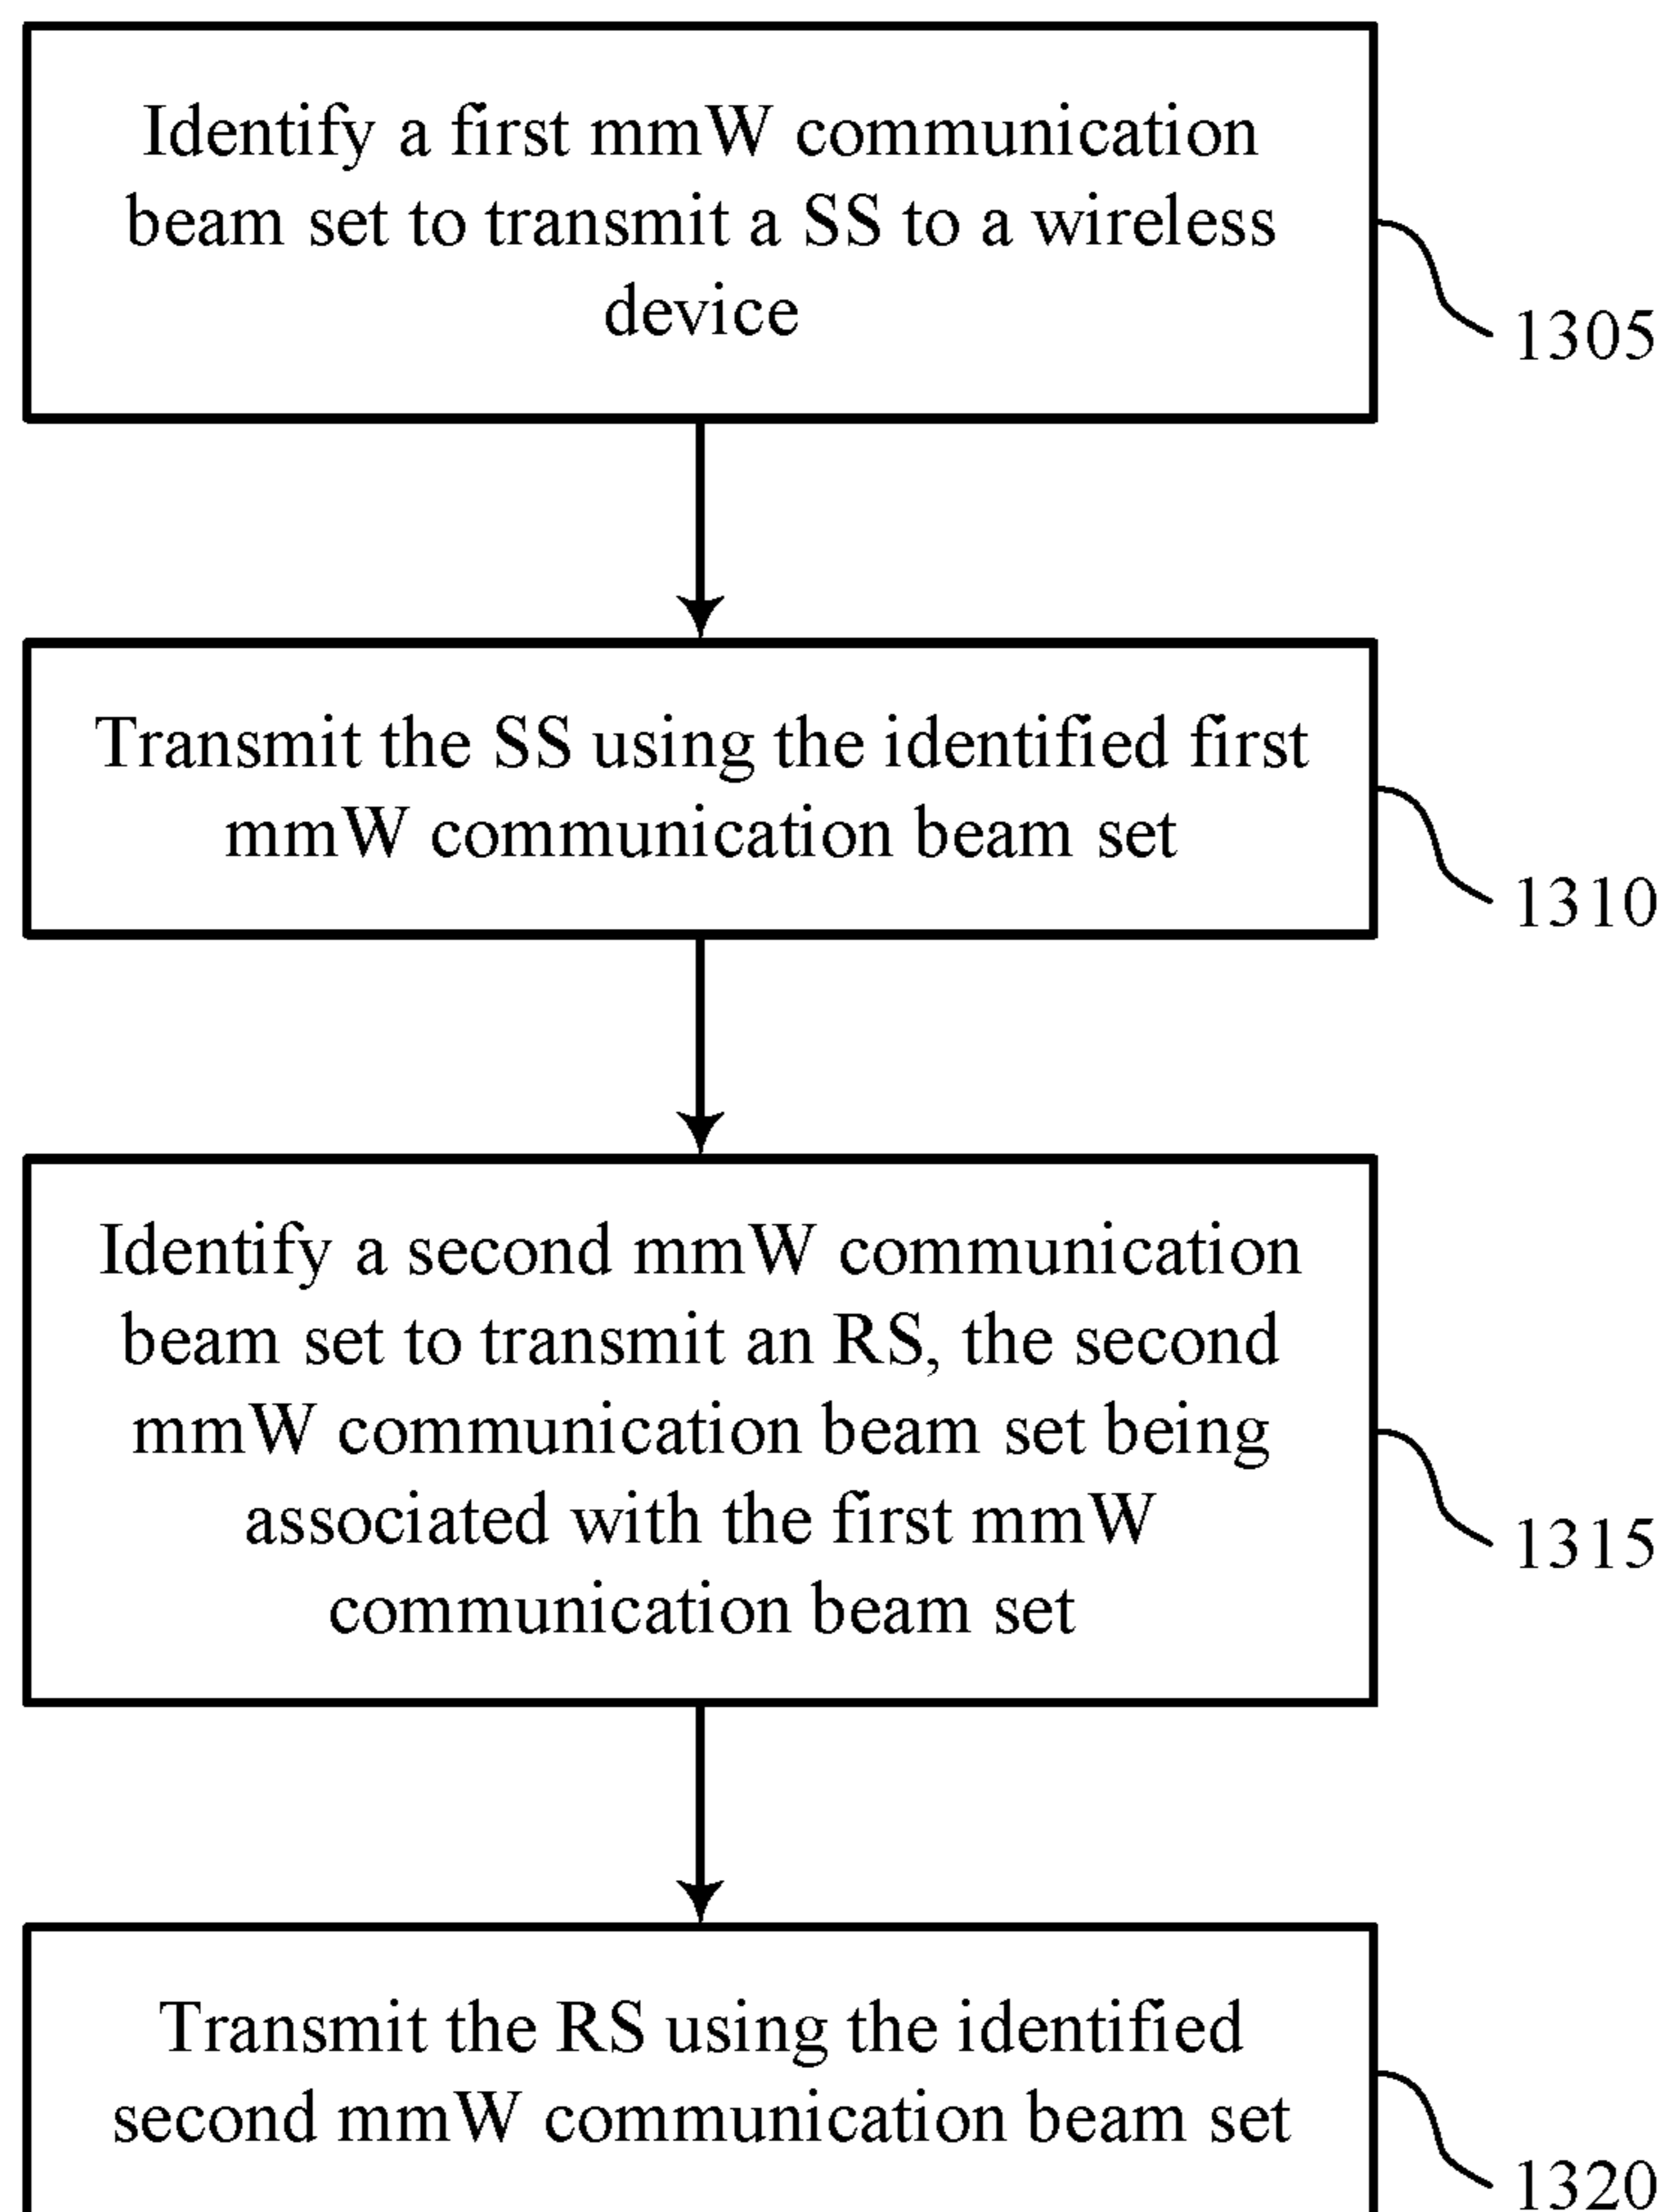 Identify a first mmW communication
beam set to transmit a SS to a wireless
device
1305
Transmit the SS using the identified first
mmW communication beam set
1310
Identify a second mmW communication
beam set to transmit an RS, the second
mmW communication beam set being
associated with the first mmW
communication beam set
1315
Transmit the RS using the identified
second mmW communication beam set
1320